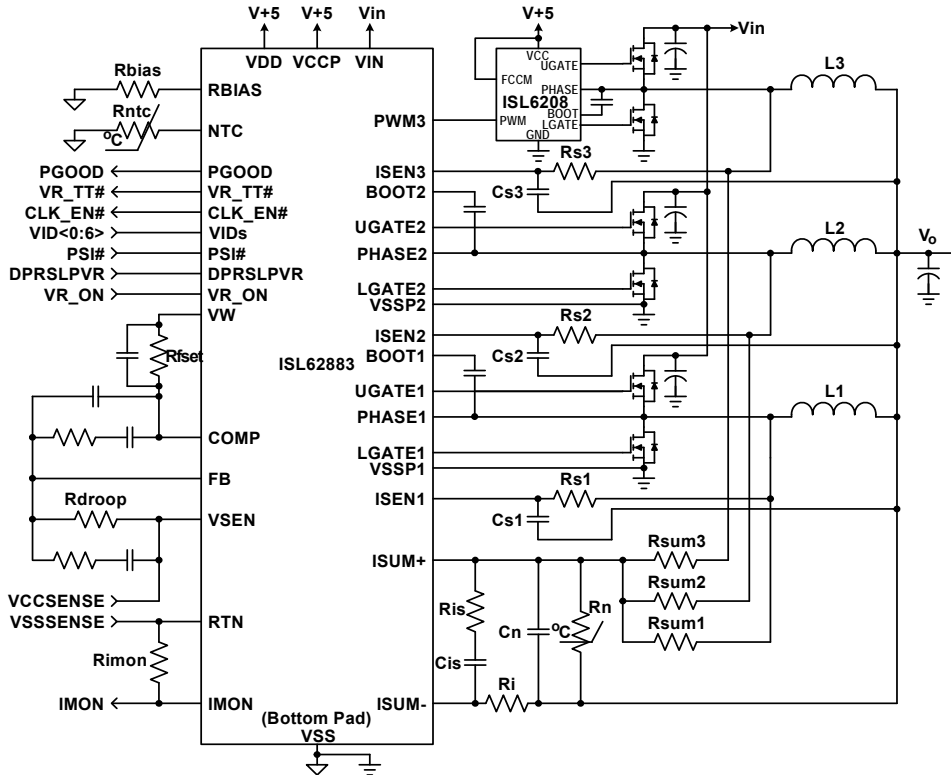 V+5
V+5
Vin
VDD
VCCP
VIN
V+5
Vin
VCC
UGATE
FCCM
PHASE
ISL6208
BOOT
PWM
LGATE
GND
L3
Rbias
RBIAS
Rntc
°C
NTC
PWM3
PGOOD
PGOOD
VR_TT#
VR_TT#
CLK_EN#
CLK_EN#
VID<0:6>
VIDs
PSI#
PSI#
DPRSLPVR
DPRSLPVR
VR_ON
VR_ON
VW
Rfset
ISL62883
COMP
FB
Rdroop
VSEN
VCCSENSE
VSSSENSE
RTN
Rimon
IMON
IMON
(Bottom Pad)
VSS
ISEN3
Rs3
Cs3
BOOT2
UGATE2
PHASE2
L2
Vo
LGATE2
VSSP2
ISEN2
Rs2
Cs2
BOOT1
UGATE1
PHASE1
L1
LGATE1
VSSP1
ISEN1
Rs1
Cs1
ISUM+
Rsum3
Rsum2
Rsum1
Ris
Cn
°C
Rn
Cis
Ri
ISUM-